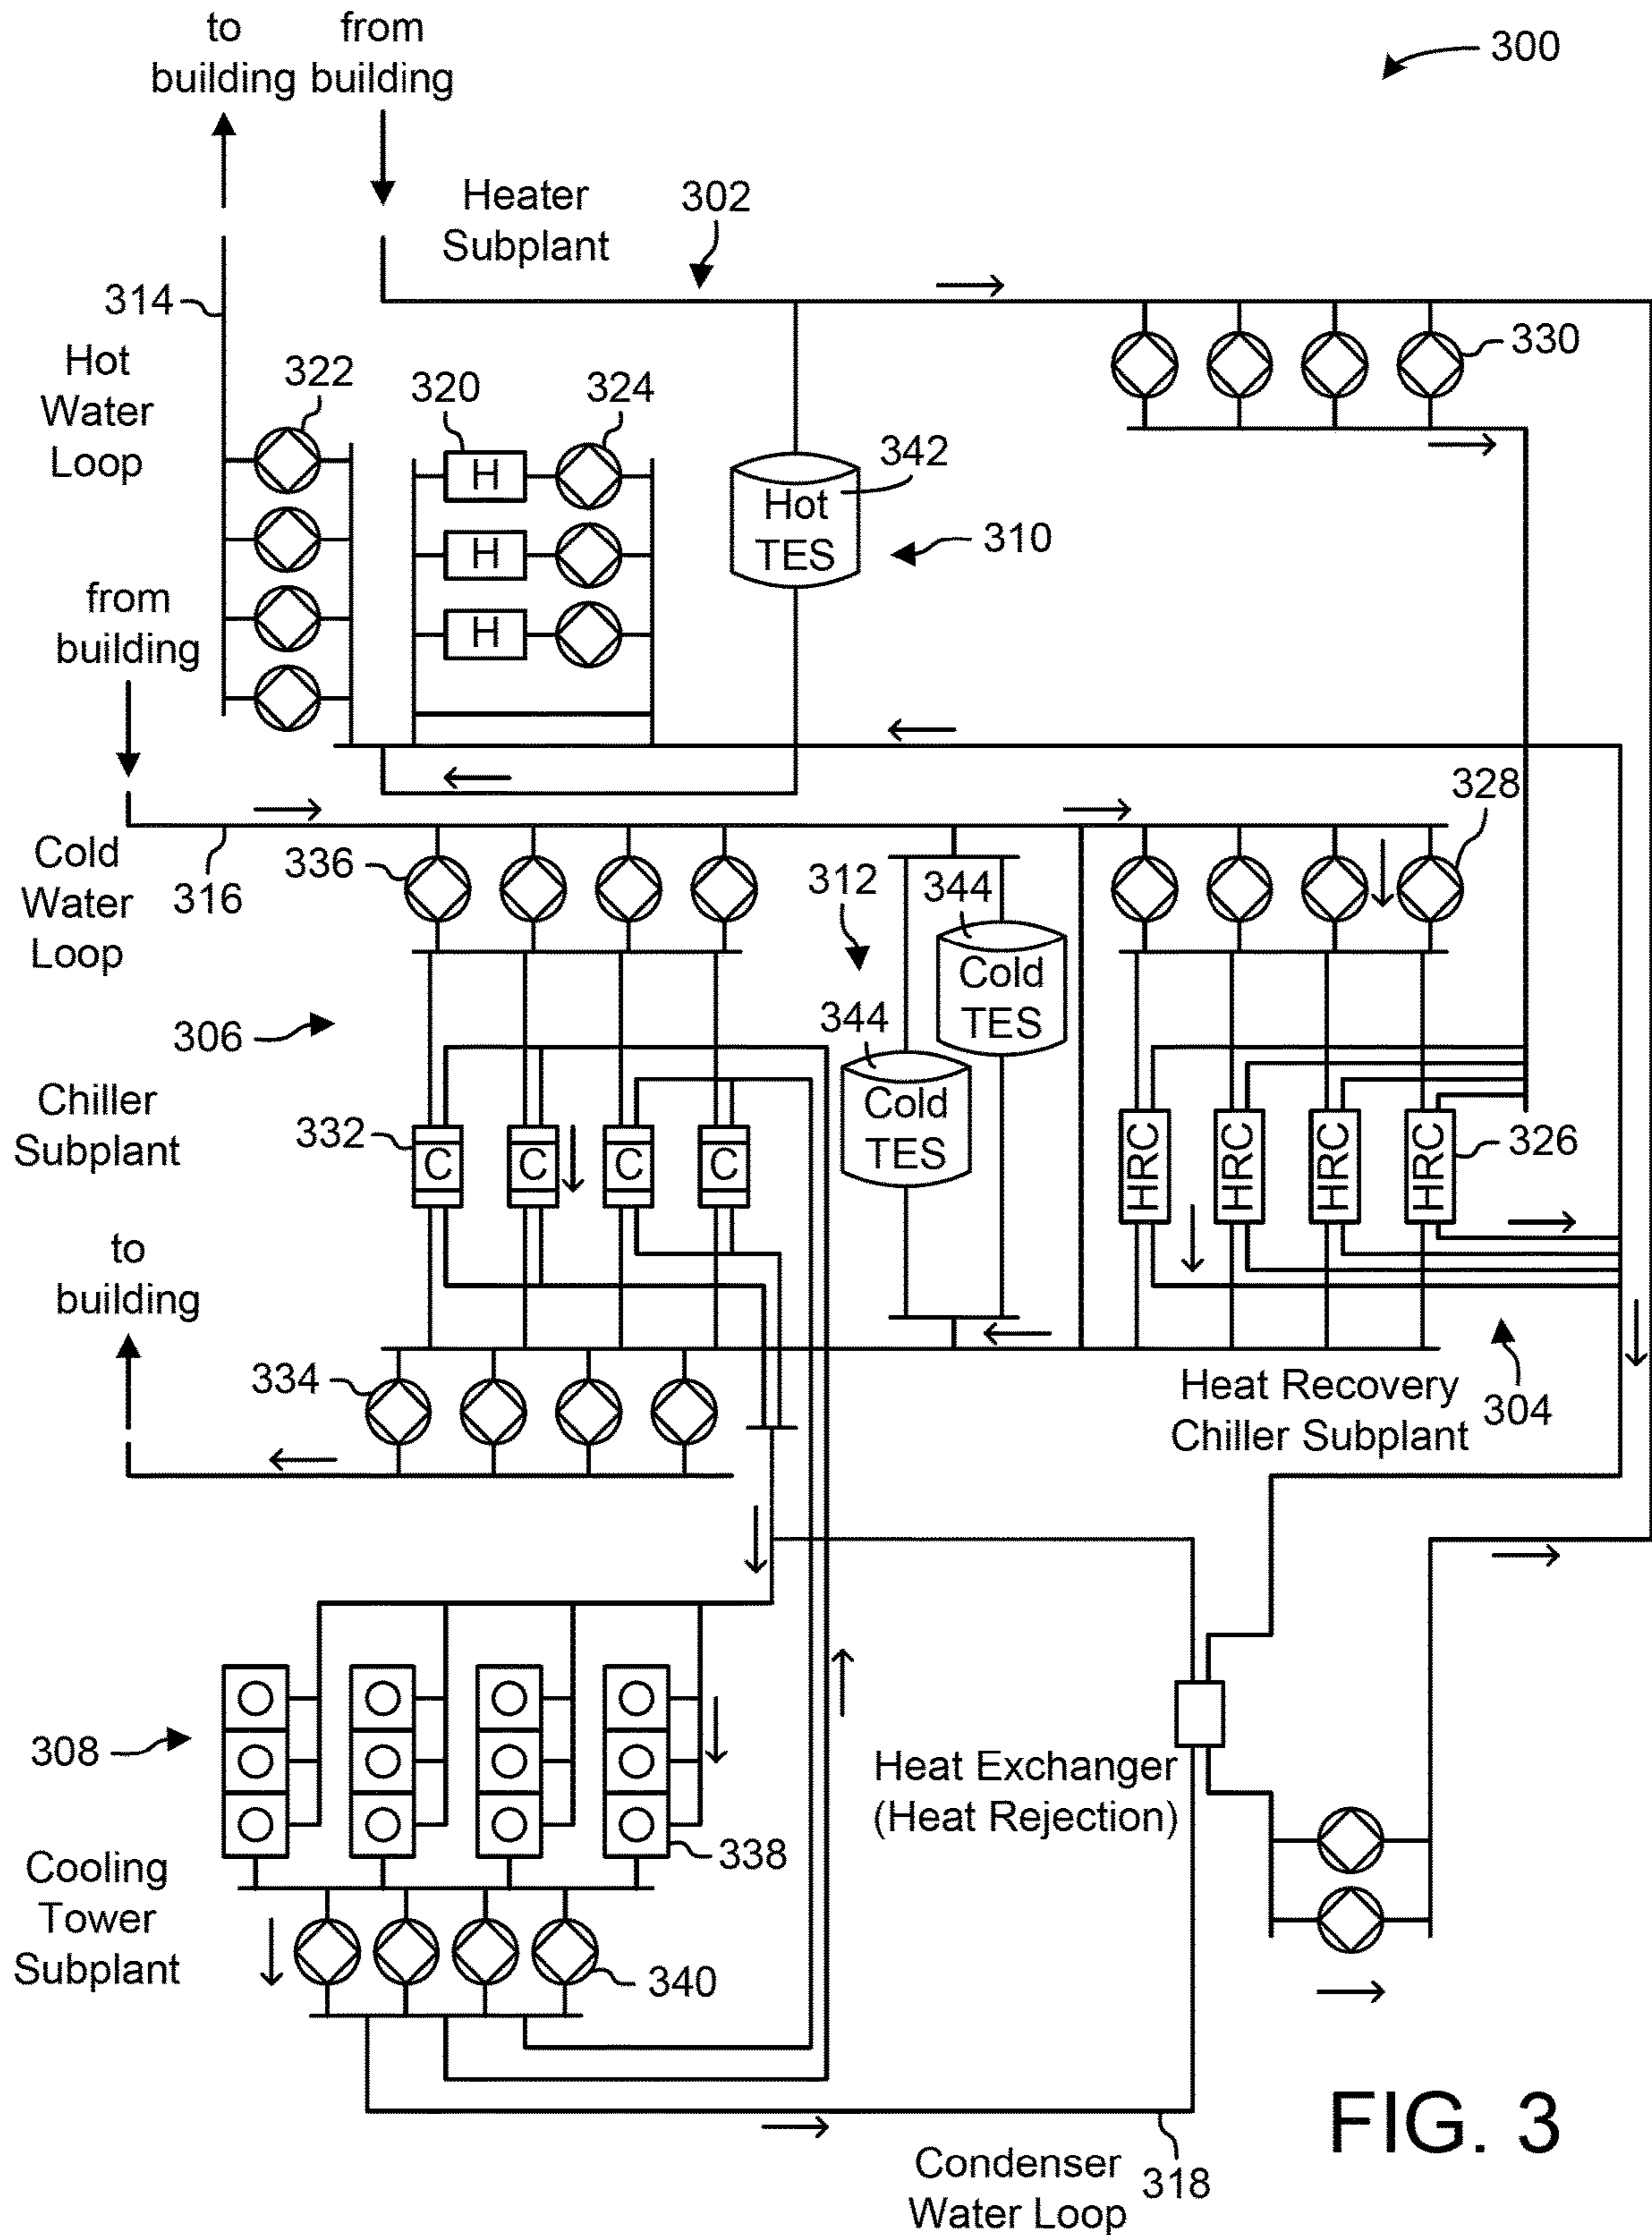 to
building
from
building
300
Heater
Subplant
302
314
Hot
Water
Loop
322
320
324
330
H
H
H
342
Hot
TES
310
from
building
328
Cold
Water
Loop
316
336
312
344
Cold
TES
344
Cold
TES
306
Chiller
Subplant
332
C
C
C
C
HRC
HRC
HRC
HRC
326
to
building
334
Heat Recovery
Chiller Subplant
304
308
338
Heat Exchanger
(Heat Rejection)
Cooling
Tower
Subplant
340
FIG. 3
Condenser
Water Loop
318